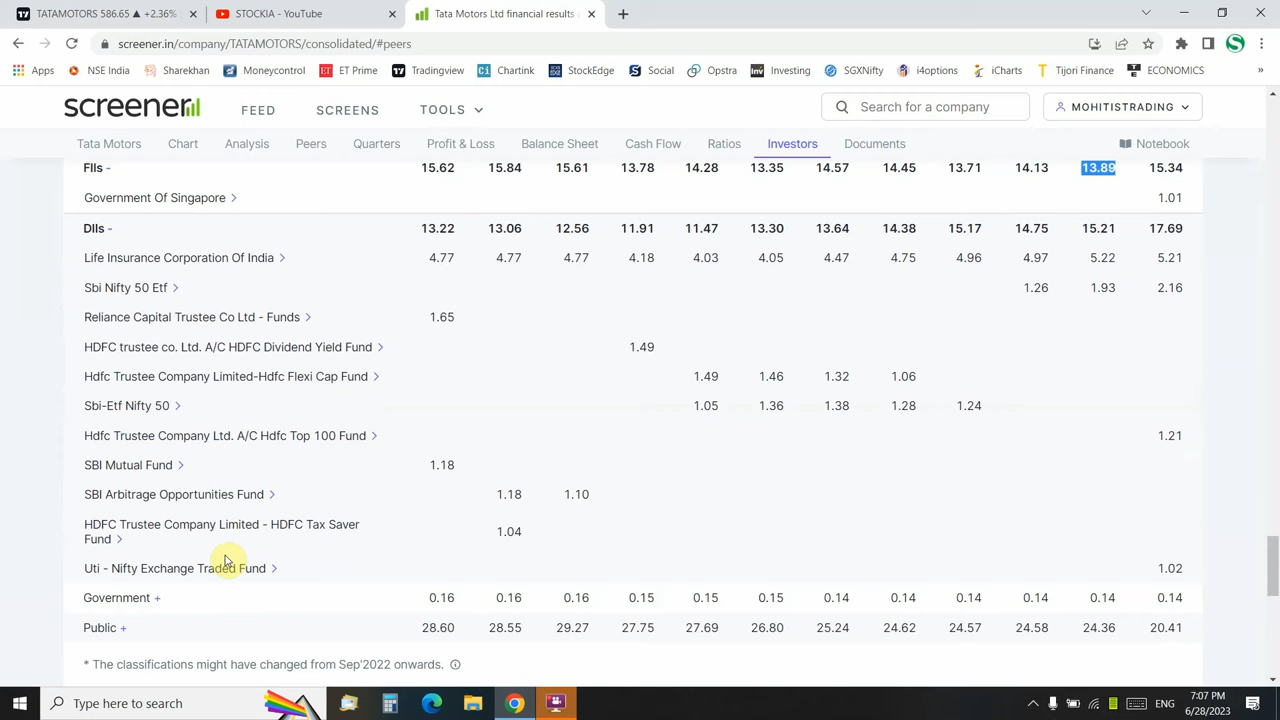 TATAMOTORS 586.65 ▲ +2.36%
STOCKIA - YouTube
Tata Motors Ltd financial results
screener.in/company/TATAMOTORS/consolidated/#peers
Apps NSE India Sharekhan Moneycontrol ET Prime Tradingview Chartink StockEdge Social Opstra Investing SGXNifty i4options iCharts Tijori Finance ECONOMICS »
screener FEED SCREENS TOOLS Search for a company MOHITISTRADING
Tata Motors Chart Analysis Peers Quarters Profit & Loss Balance Sheet Cash Flow Ratios Investors Documents Notebook
FIIs - 15.62 15.84 15.61 13.78 14.28 13.35 14.57 14.45 13.71 14.13 13.89 15.34
Government Of Singapore 1.01
DIIs - 13.22 13.06 12.56 11.91 11.47 13.30 13.64 14.38 15.17 14.75 15.21 17.69
Life Insurance Corporation Of India 4.77 4.77 4.77 4.18 4.03 4.05 4.47 4.75 4.96 4.97 5.22 5.21
Sbi Nifty 50 Etf 1.26 1.93 2.16
Reliance Capital Trustee Co Ltd - Funds 1.65
HDFC trustee co. Ltd. A/C HDFC Dividend Yield Fund 1.49
Hdfc Trustee Company Limited-Hdfc Flexi Cap Fund 1.49 1.46 1.32 1.06
Sbi-Etf Nifty 50 1.05 1.36 1.38 1.28 1.24
Hdfc Trustee Company Ltd. A/C Hdfc Top 100 Fund 1.21
SBI Mutual Fund 1.18
SBI Arbitrage Opportunities Fund 1.18 1.10
HDFC Trustee Company Limited - HDFC Tax Saver
Fund 1.04
Uti - Nifty Exchange Traded Fund 1.02
Government + 0.16 0.16 0.16 0.15 0.15 0.15 0.14 0.14 0.14 0.14 0.14 0.14
Public + 28.60 28.55 29.27 27.75 27.69 26.80 25.24 24.62 24.57 24.58 24.36 20.41
* The classifications might have changed from Sep'2022 onwards.
Type here to search
ENG
7:07 PM
6/28/2023